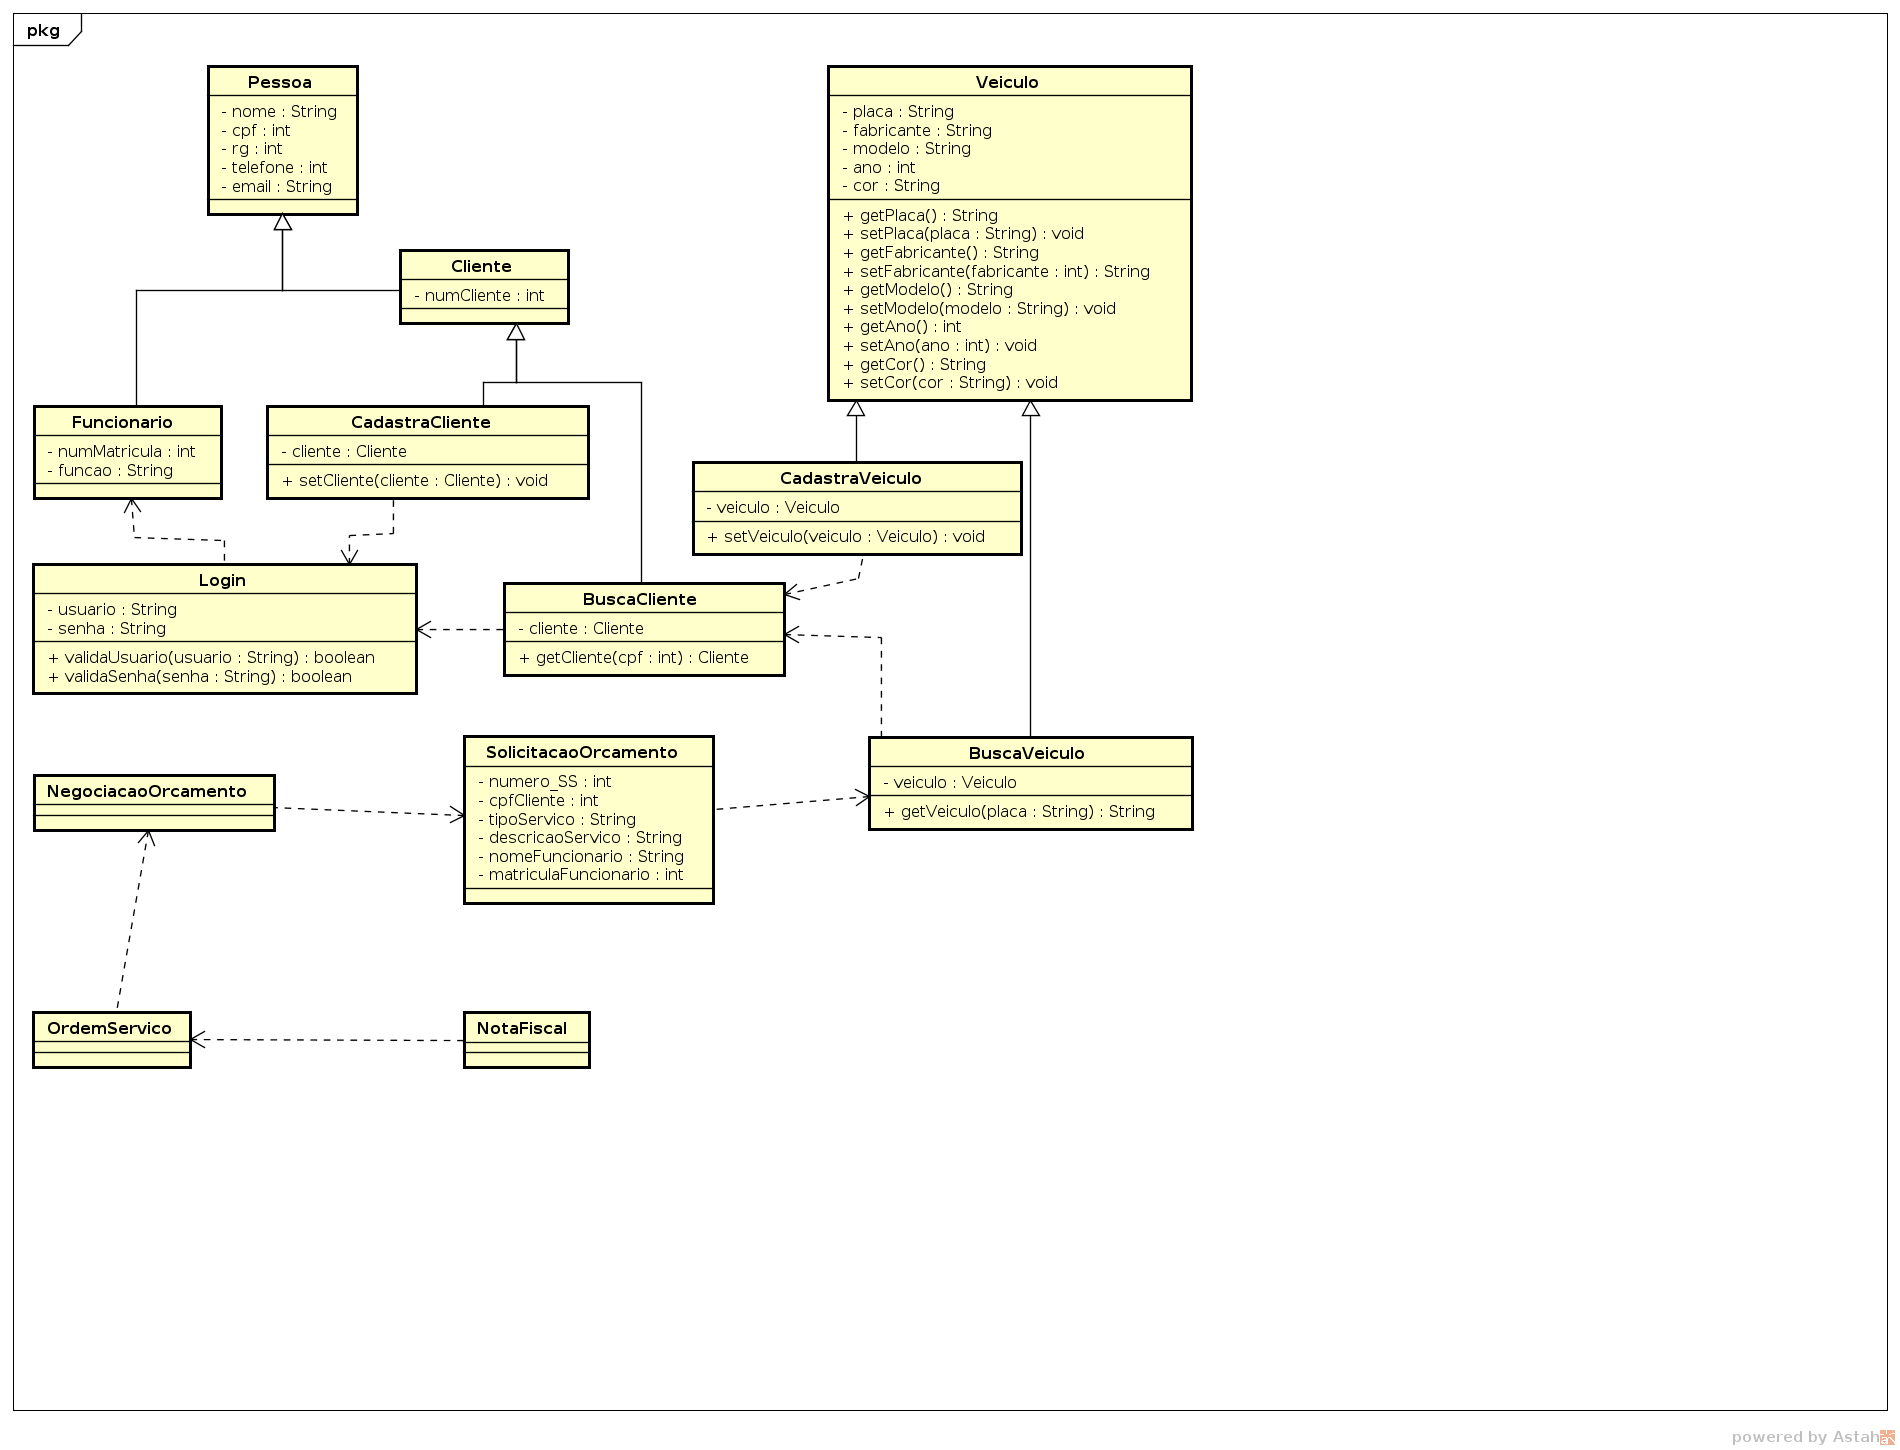 pkg
Pessoa
- nome : String
- cpf : int
- rg : int
- telefone : int
- email : String
Veiculo
- placa : String
- fabricante : String
- modelo : String
- ano : int
- cor : String
+ getPlaca() : String
+ setPlaca(placa : String) : void
+ getFabricante() : String
+ setFabricante(fabricante : int) : String
+ getModelo() : String
+ setModelo(modelo : String) : void
+ getAno() : int
+ setAno(ano : int) : void
+ getCor() : String
+ setCor(cor : String) : void
Cliente
- numCliente : int
Funcionario
- numMatricula : int
- funcao : String
CadastraCliente
- cliente : Cliente
+ setCliente(cliente : Cliente) : void
CadastraVeiculo
- veiculo : Veiculo
+ setVeiculo(veiculo : Veiculo) : void
Login
- usuario : String
- senha : String
+ validaUsuario(usuario : String) : boolean
+ validaSenha(senha : String) : boolean
BuscaCliente
- cliente : Cliente
+ getCliente(cpf : int) : Cliente
NegociacaoOrcamento
SolicitacaoOrcamento
- numero_SS : int
- cpfCliente : int
- tipoServico : String
- descricaoServico : String
- nomeFuncionario : String
- matriculaFuncionario : int
BuscaVeiculo
- veiculo : Veiculo
+ getVeiculo(placa : String) : String
OrdemServico
NotaFiscal
powered by Astah